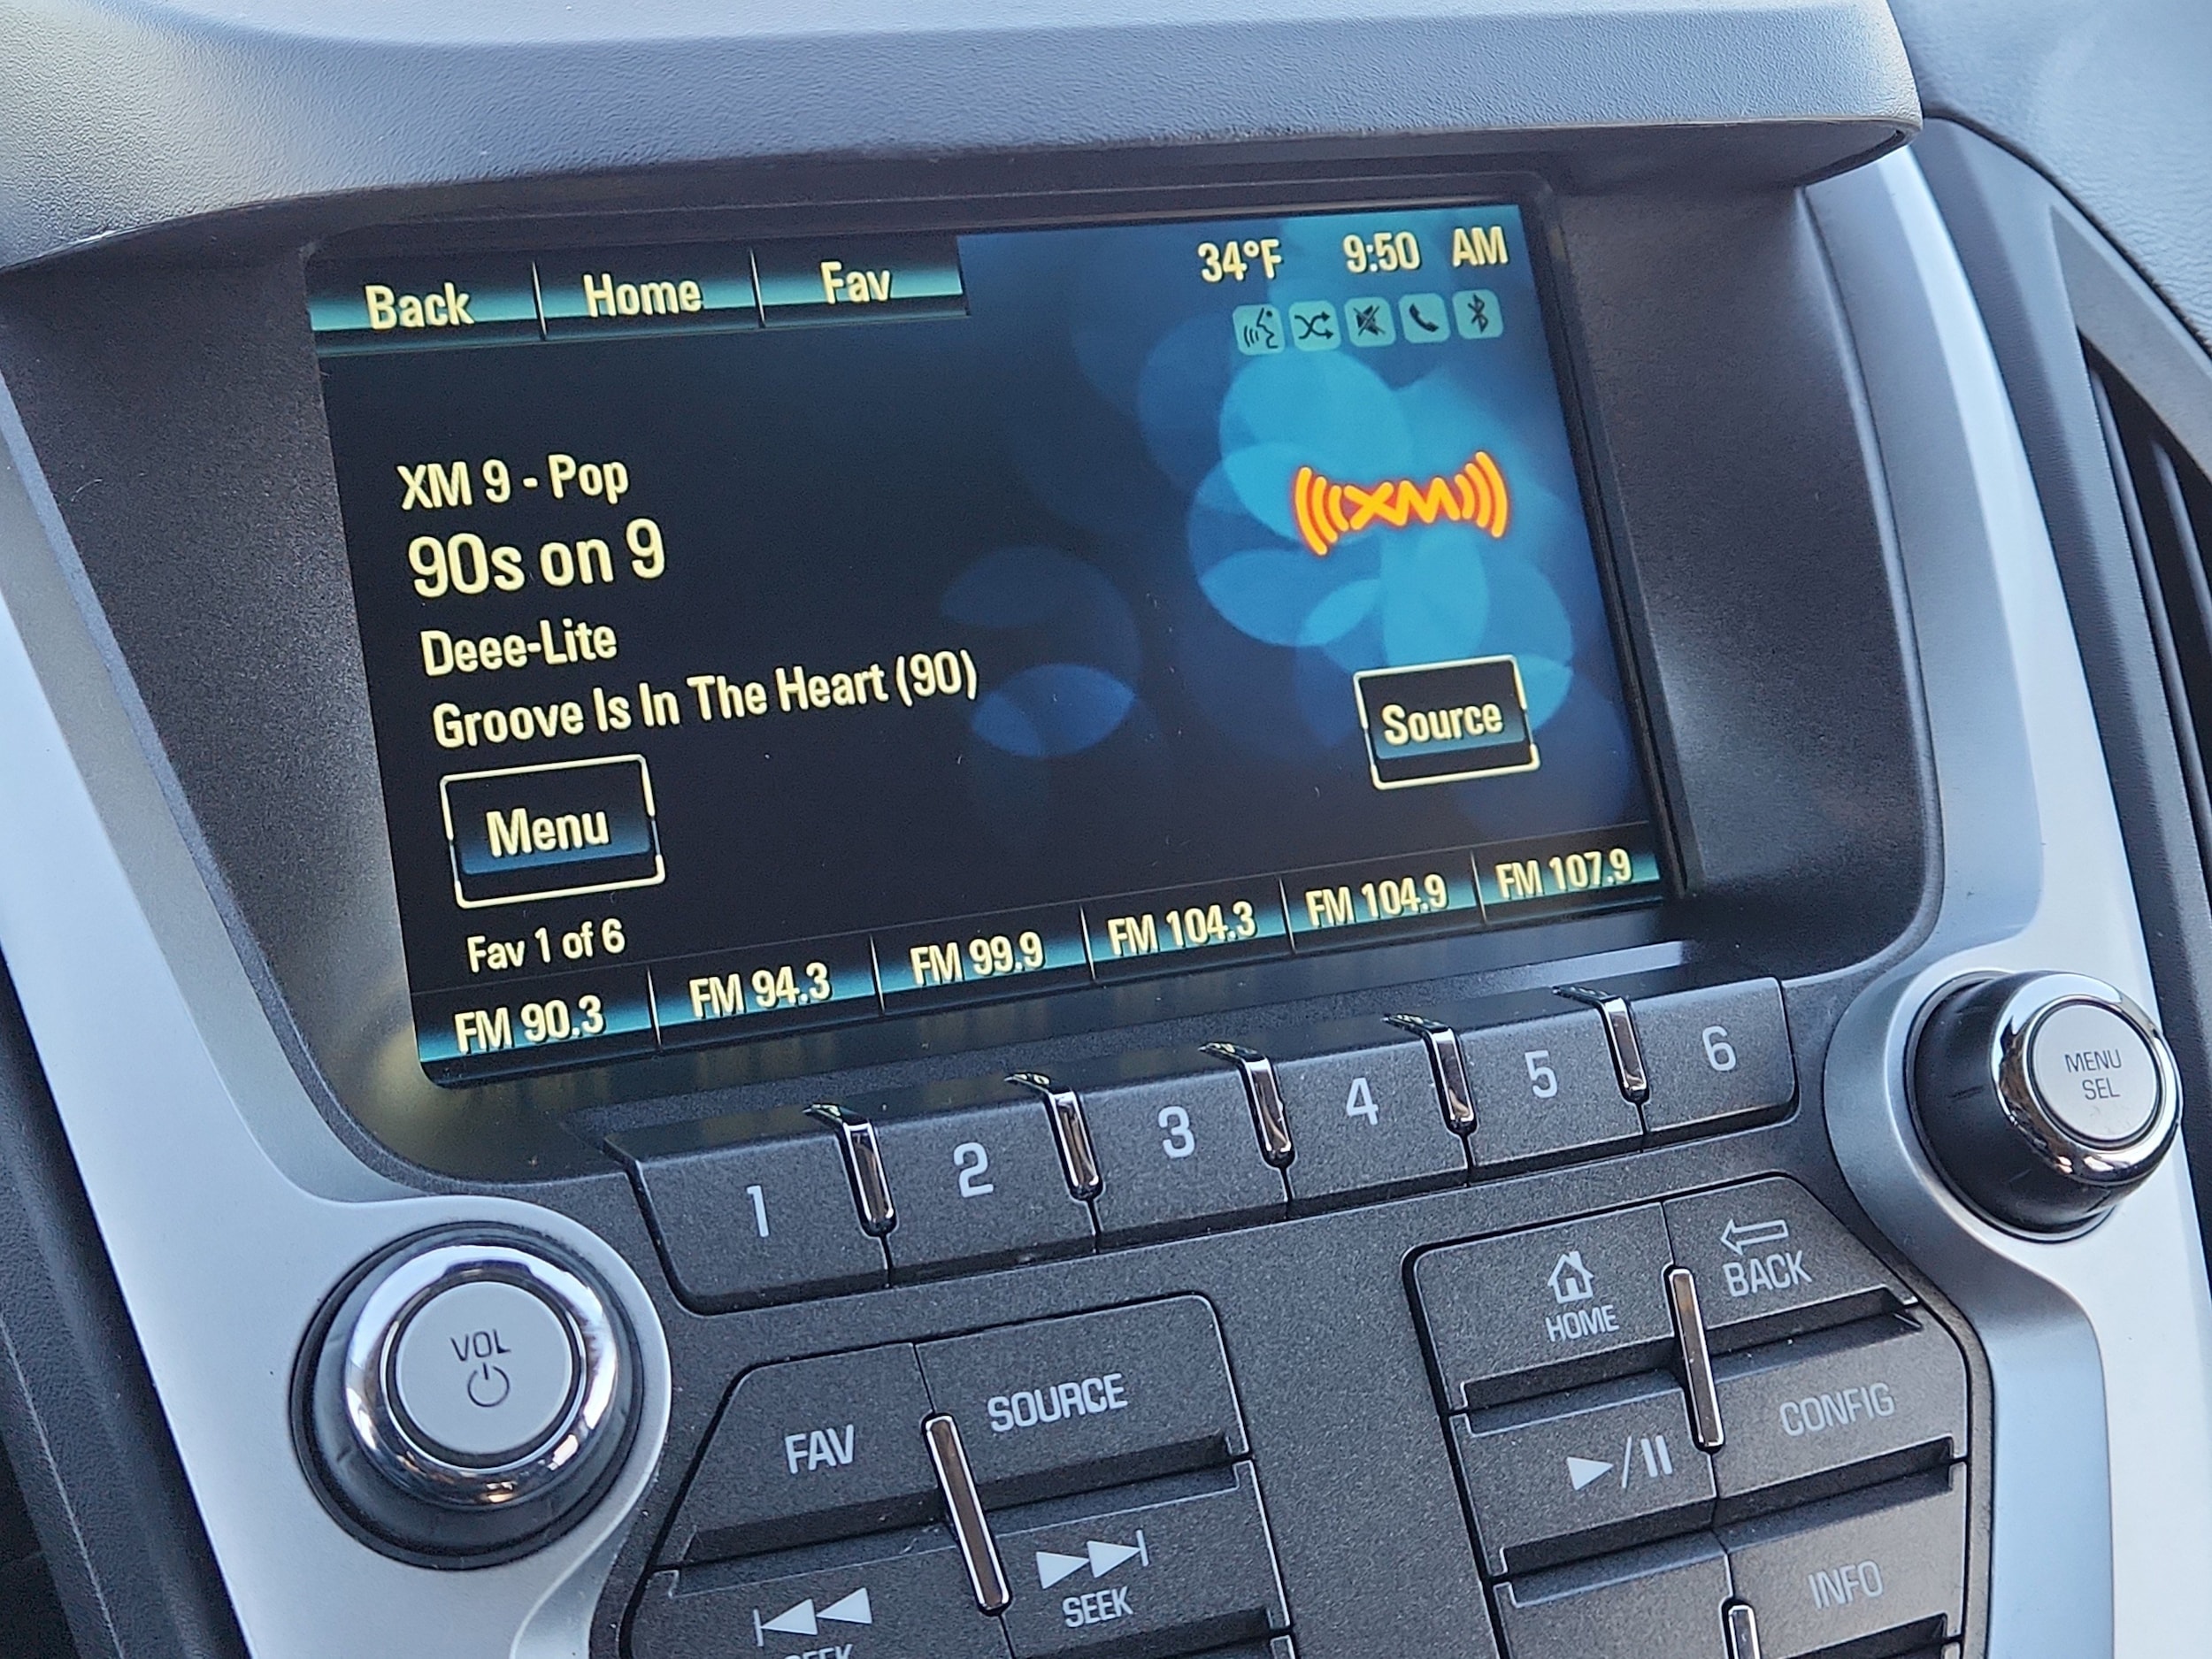 Back Home Fav 34°F 9:50 AM
XM 9 - Pop
90s on 9
XM
Deee-Lite
Groove Is In The Heart (90)
Source
Menu
Fav 1 of 6
FM 90.3 FM 94.3 FM 99.9 FM 104.3 FM 104.9 FM 107.9
1 2 3 4 5 6
MENU
SEL
VOL
FAV SOURCE
SEEK SEEK
HOME BACK
CONFIG
INFO